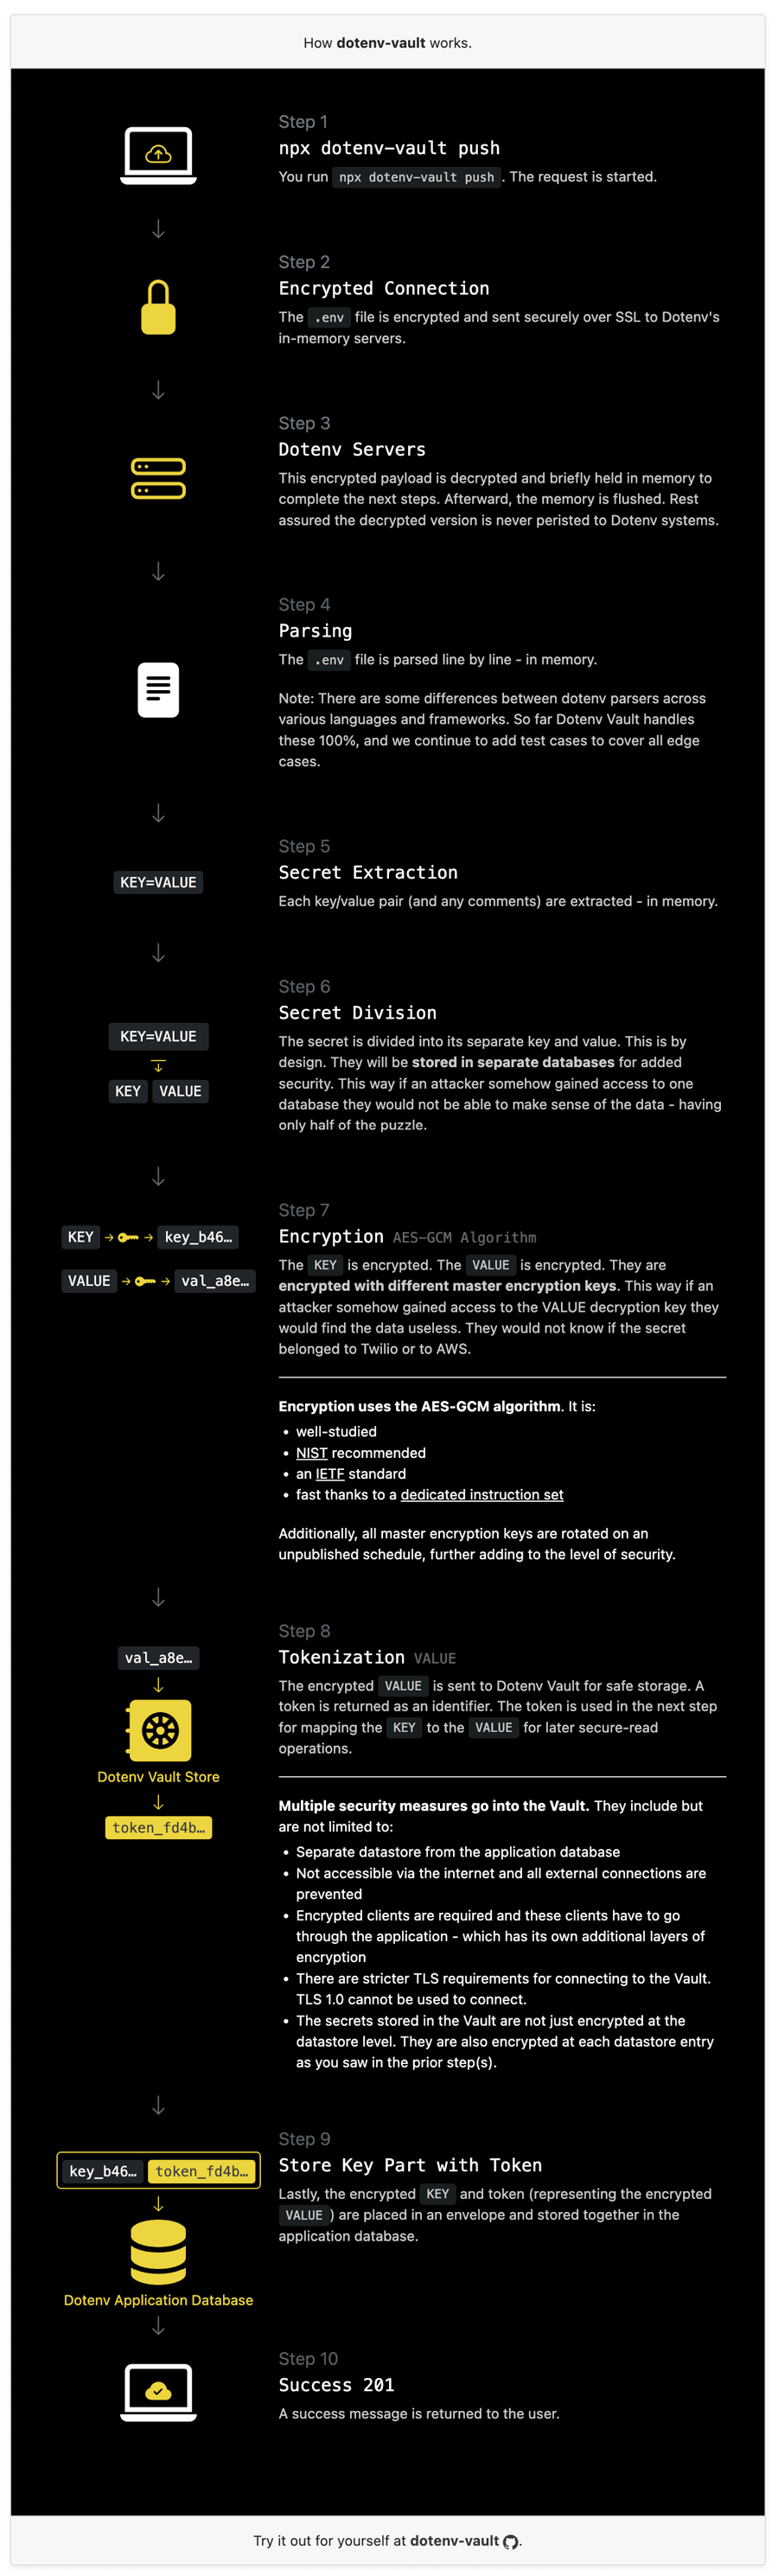 How dotenv-vault works.
Step 1
npx dotenv-vault push
You run npx dotenv-vault push. The request is started.
Step 2
Encrypted Connection
The .env file is encrypted and sent securely over SSL to Dotenv's
in-memory servers.
Step 3
Dotenv Servers
This encrypted payload is decrypted and briefly held in memory to
complete the next steps. Afterward, the memory is flushed. Rest
assured the decrypted version is never peristed to Dotenv systems.
Step 4
Parsing
The .env file is parsed line by line - in memory.
Note: There are some differences between dotenv parsers across
various languages and frameworks. So far Dotenv Vault handles
these 100%, and we continue to add test cases to cover all edge
cases.
KEY=VALUE
Step 5
Secret Extraction
Each key/value pair (and any comments) are extracted - in memory.
KEY=VALUE
KEY VALUE
Step 6
Secret Division
The secret is divided into its separate key and value. This is by
design. They will be stored in separate databases for added
security. This way if an attacker somehow gained access to one
database they would not be able to make sense of the data - having
only half of the puzzle.
KEY → → key_b46…
VALUE → → val_a8e…
Step 7
Encryption AES-GCM Algorithm
The KEY is encrypted. The VALUE is encrypted. They are
encrypted with different master encryption keys. This way if an
attacker somehow gained access to the VALUE decryption key they
would find the data useless. They would not know if the secret
belonged to Twilio or to AWS.
Encryption uses the AES-GCM algorithm. It is:
• well-studied
• NIST recommended
• an IETF standard
• fast thanks to a dedicated instruction set
Additionally, all master encryption keys are rotated on an
unpublished schedule, further adding to the level of security.
val_a8e…
Dotenv Vault Store
token_fd4b…
Step 8
Tokenization VALUE
The encrypted VALUE is sent to Dotenv Vault for safe storage. A
token is returned as an identifier. The token is used in the next step
for mapping the KEY to the VALUE for later secure-read
operations.
Multiple security measures go into the Vault. They include but
are not limited to:
• Separate datastore from the application database
• Not accessible via the internet and all external connections are
prevented
• Encrypted clients are required and these clients have to go
through the application - which has its own additional layers of
encryption
• There are stricter TLS requirements for connecting to the Vault.
TLS 1.0 cannot be used to connect.
• The secrets stored in the Vault are not just encrypted at the
datastore level. They are also encrypted at each datastore entry
as you saw in the prior step(s).
key_b46… token_fd4b…
Dotenv Application Database
Step 9
Store Key Part with Token
Lastly, the encrypted KEY and token (representing the encrypted
VALUE) are placed in an envelope and stored together in the
application database.
Step 10
Success 201
A success message is returned to the user.
Try it out for yourself at dotenv-vault .